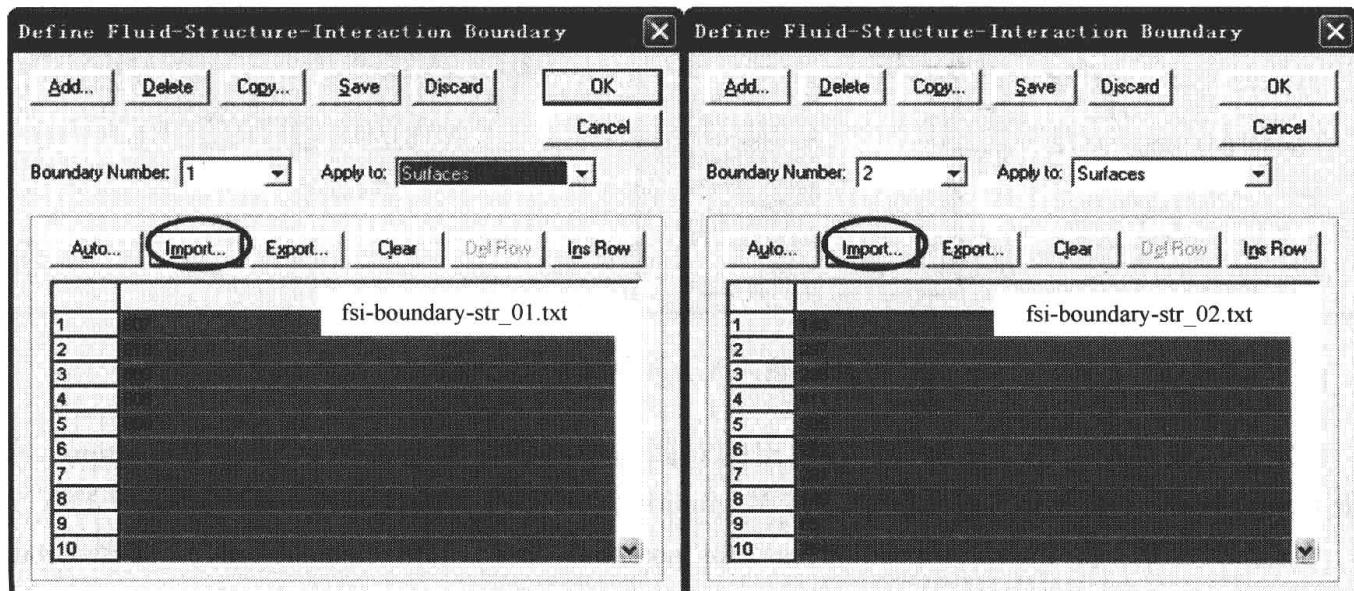 Define Fluid-Structure-Interaction Boundary
Add... Delete Copy... Save Discard OK
Cancel
Boundary Number: 1 Apply to: Surfaces
Auto... Import... Export... Clear Del Row Ins Row
fsi-boundary-str_01.txt
1
2
3
4
5
6
7
8
9
10
Define Fluid-Structure-Interaction Boundary
Add... Delete Copy... Save Discard OK
Cancel
Boundary Number: 2 Apply to: Surfaces
Auto... Import... Export... Clear Del Row Ins Row
fsi-boundary-str_02.txt
1
2
3
4
5
6
7
8
9
10